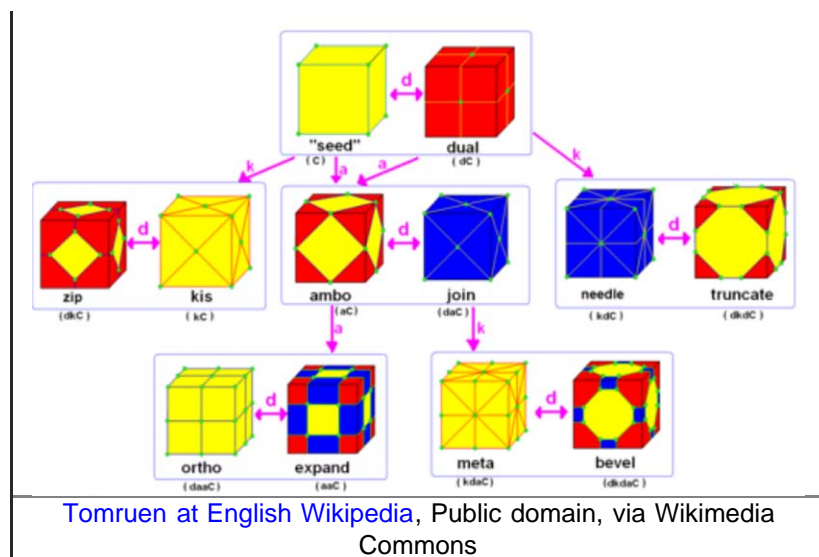 d
"seed"
dual
(C)
(dC)
k
a
a
k
d
d
d
zip
kis
ambo
join
needle
truncate
(dkC)
(kC)
(aC)
(daC)
(kdC)
(dkdC)
a
k
d
d
ortho
expand
meta
bevel
(daaC)
(aaC)
(kdaC)
(dkdaC)
Tomruen at English Wikipedia, Public domain, via Wikimedia
Commons